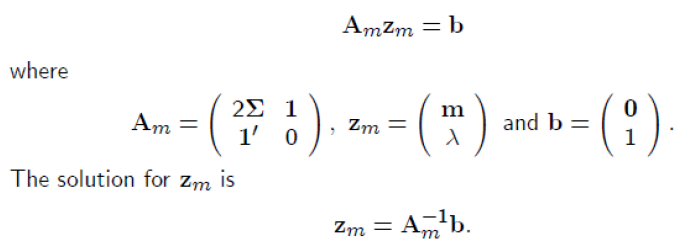 A_m z_m = b
where
A_m = ( 2Σ 1 ; 1′ 0 ) , z_m = ( m ; λ ) and b = ( 0 ; 1 ) .
The solution for z_m is
z_m = A_m^{-1} b.